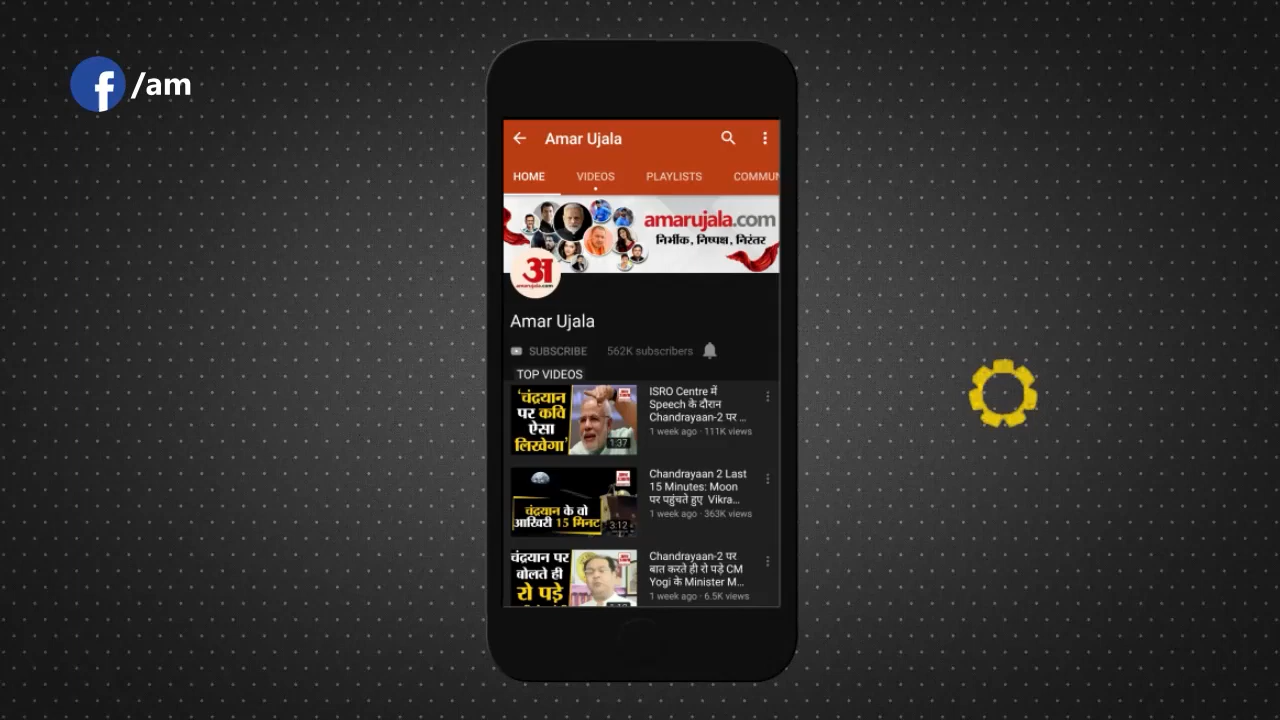 f/am
Amar Ujala
HOME VIDEOS PLAYLISTS COMMUN
amarujala.com
निर्भीक, निष्पक्ष, निरंतर
अ
amarujala.com
Amar Ujala
SUBSCRIBE 562K subscribers
TOP VIDEOS
'चंद्रयान
पर कवि
ऐसा
लिखेगा'
1:37
ISRO Centre में
Speech के दौरान
Chandrayaan-2 पर ...
1 week ago · 111K views
चंद्रयान के वो
आखिरी 15 मिनट
3:12
Chandrayaan 2 Last
15 Minutes: Moon
पर पहुंचते हुए Vikra...
1 week ago · 363K views
चंद्रयान पर
बोलते ही
रो पड़े
Chandrayaan-2 पर
बात करते ही रो पड़े CM
Yogi के Minister M...
1 week ago · 6.5K views